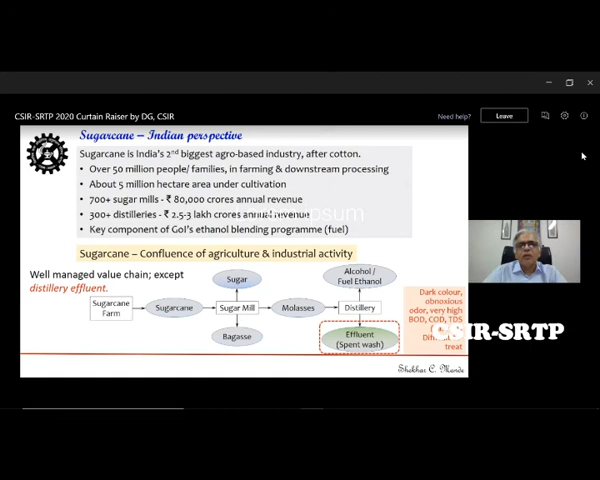 CSIR-SRTP 2020 Curtain Raiser by DG, CSIR
Need help?
Leave
Sugarcane – Indian perspective
Sugarcane is India's 2nd biggest agro-based industry, after cotton.
• Over 50 million people/ families, in farming & downstream processing
• About 5 million hectare area under cultivation
• 700+ sugar mills - ₹ 80,000 crores annual revenue
• 300+ distilleries - ₹ 2.5-3 lakh crores annual revenue
• Key component of GoI's ethanol blending programme (fuel)
Sugarcane – Confluence of agriculture & industrial activity
Well managed value chain; except
distillery effluent.
Sugar
Alcohol /
Fuel Ethanol
Sugarcane
Farm
Sugarcane
Sugar Mill
Molasses
Distillery
Bagasse
Effluent
(Spent wash)
Dark colour,
obnoxious
odor, very high
BOD, COD, TDS
treat
CSIR-SRTP
Shekhar C. Mande